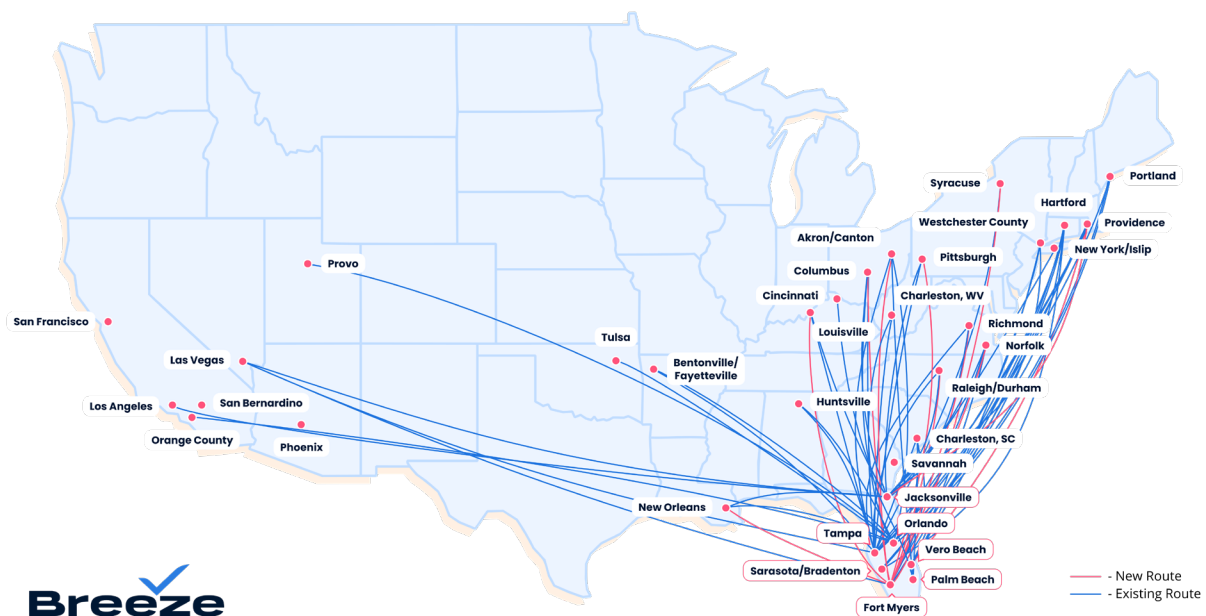 Syracuse
Portland
Hartford
Westchester County
Providence
Akron/Canton
New York/Islip
Pittsburgh
Provo
Columbus
Cincinnati
Charleston, WV
San Francisco
Richmond
Louisville
Tulsa
Norfolk
Las Vegas
Bentonville/
Fayetteville
Raleigh/Durham
Los Angeles
San Bernardino
Huntsville
Orange County
Charleston, SC
Phoenix
Savannah
Jacksonville
New Orleans
Orlando
Tampa
Vero Beach
Sarasota/Bradenton
Palm Beach
- New Route
- Existing Route
Breeze
Fort Myers